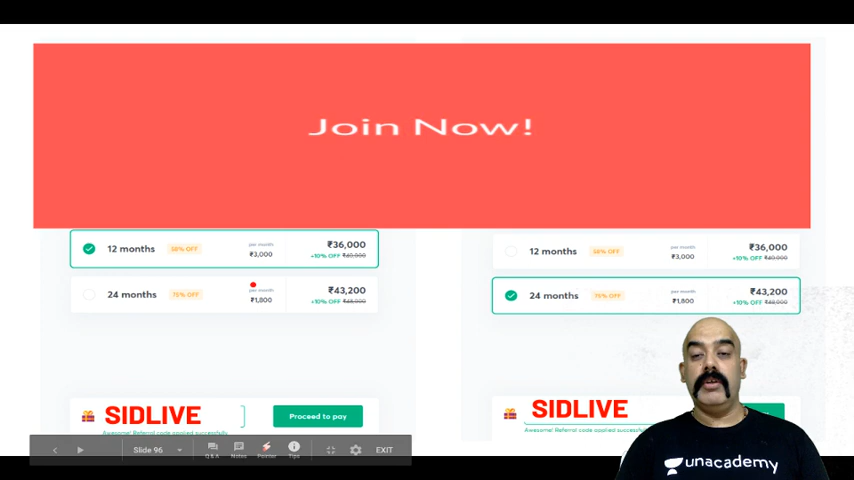 Join Now!
12 months 68% OFF per month ₹3,000 ₹36,000 +10% OFF ₹40,000
24 months 75% OFF per month ₹1,800 ₹43,200 +10% OFF ₹48,000
SIDLIVE Proceed to pay
Awesome! Referral code applied successfully
12 months 68% OFF per month ₹3,000 ₹36,000 +10% OFF ₹40,000
24 months 75% OFF per month ₹1,800 ₹43,200 +10% OFF ₹48,000
SIDLIVE
Awesome! Referral code applied
Slide 96 Q&A Notes Pointer Tips EXIT
unacademy